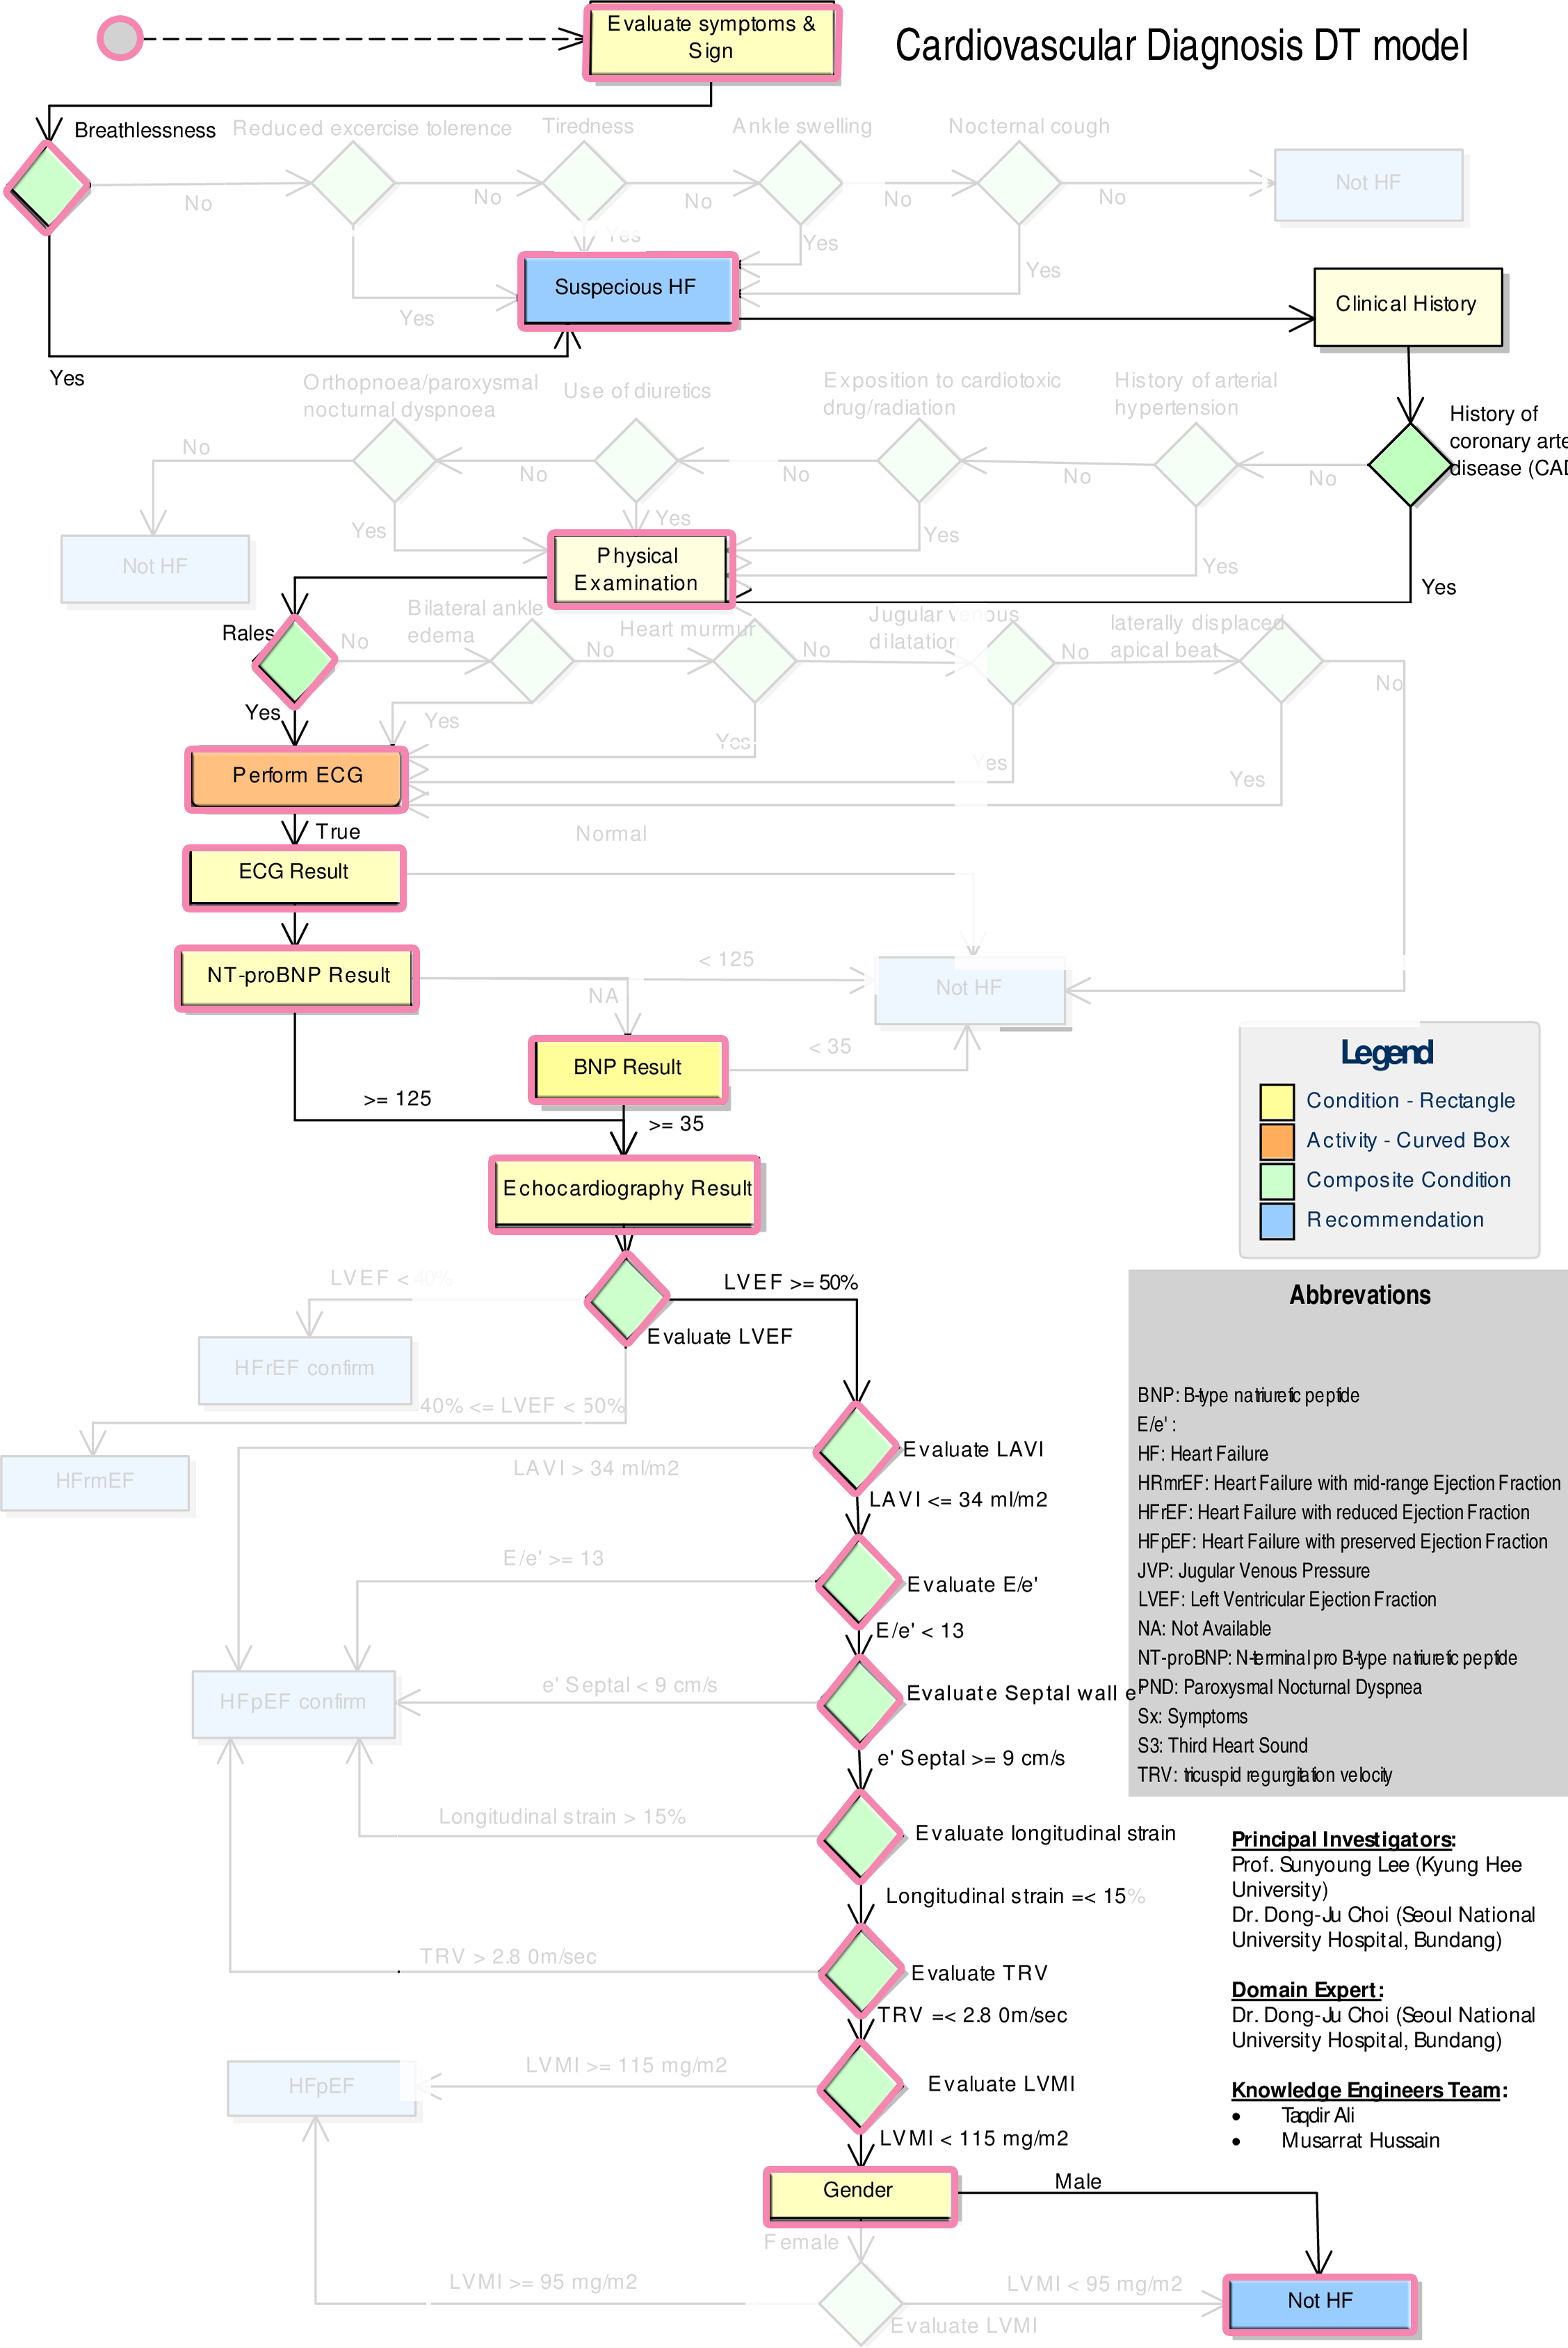 Evaluate symptoms &
Sign
Cardiovascular Diagnosis DT model
Breathlessness
Reduced excercise tolerence
Tiredness
Ankle swelling
Nocternal cough
No
No
No
No
No
Not HF
Yes
Yes
Yes
Yes
Yes
Suspecious HF
Clinical History
Orthopnoea/paroxysmal
nocturnal dyspnoea
Use of diuretics
Exposition to cardiotoxic
drug/radiation
History of arterial
hypertension
History of
coronary arte
disease (CAD
No
No
No
No
No
Yes
Yes
Yes
Yes
Yes
Not HF
Physical
Examination
Rales
Bilateral ankle
edema
Heart murmur
Jugular venous
dilatation
laterally displaced
apical beat
No
No
No
No
No
Yes
Yes
Yes
Yes
Yes
Perform ECG
True
Normal
ECG Result
NT-proBNP Result
< 125
NA
Not HF
BNP Result
< 35
>= 125
>= 35
Echocardiography Result
Legend
Condition - Rectangle
Activity - Curved Box
Composite Condition
Recommendation
LVEF < 40%
LVEF >= 50%
Evaluate LVEF
HFrEF confirm
40% <= LVEF < 50%
HFrmEF
Evaluate LAVI
LAVI > 34 ml/m2
LAVI <= 34 ml/m2
E/e' >= 13
Evaluate E/e'
E/e' < 13
HFpEF confirm
e' Septal < 9 cm/s
Evaluate Septal wall e'
e' Septal >= 9 cm/s
Longitudinal strain > 15%
Evaluate longitudinal strain
Longitudinal strain =< 15%
TRV > 2.8 0m/sec
Evaluate TRV
TRV =< 2.8 0m/sec
HFpEF
LVMI >= 115 mg/m2
Evaluate LVMI
LVMI < 115 mg/m2
Gender
Male
Female
LVMI >= 95 mg/m2
LVMI < 95 mg/m2
Evaluate LVMI
Not HF
Abbrevations
BNP: B-type natriuretic peptide
E/e' :
HF: Heart Failure
HRmrEF: Heart Failure with mid-range Ejection Fraction
HFrEF: Heart Failure with reduced Ejection Fraction
HFpEF: Heart Failure with preserved Ejection Fraction
JVP: Jugular Venous Pressure
LVEF: Left Ventricular Ejection Fraction
NA: Not Available
NT-proBNP: N-terminal pro B-type natriuretic peptide
PND: Paroxysmal Nocturnal Dyspnea
Sx: Symptoms
S3: Third Heart Sound
TRV: tricuspid regurgitation velocity
Principal Investigators:
Prof. Sunyoung Lee (Kyung Hee
University)
Dr. Dong-Ju Choi (Seoul National
University Hospital, Bundang)
Domain Expert:
Dr. Dong-Ju Choi (Seoul National
University Hospital, Bundang)
Knowledge Engineers Team:
• Taqdir Ali
• Musarrat Hussain